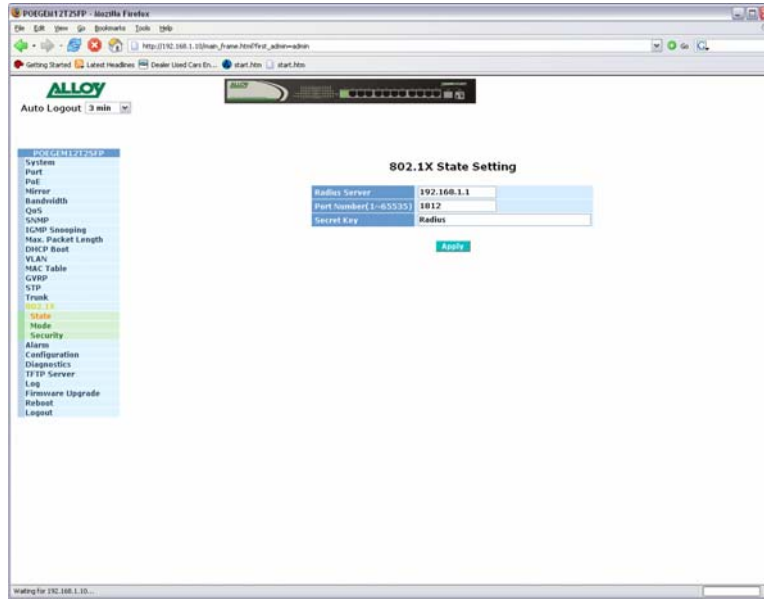 POEGEM12T2SFP - Mozilla Firefox
File Edit View Go Bookmarks Tools Help
http://192.168.1.10/main_frame.html?first_admin=admin
Go
Getting Started Latest Headlines Dealer Used Cars En... start.htm start.htm
ALLOY
Auto Logout 3 min
ALLOY
POEGEM12T2SFP
System
Port
PoE
Mirror
Bandwidth
QoS
SNMP
IGMP Snooping
Max. Packet Length
DHCP Boot
VLAN
MAC Table
GVRP
STP
Trunk
802.1X
State
Mode
Security
Alarm
Configuration
Diagnostics
TFTP Server
Log
Firmware Upgrade
Reboot
Logout
802.1X State Setting
Radius Server 192.168.1.1
Port Number(1~65535) 1812
Secret Key Radius
Apply
Waiting for 192.168.1.10...